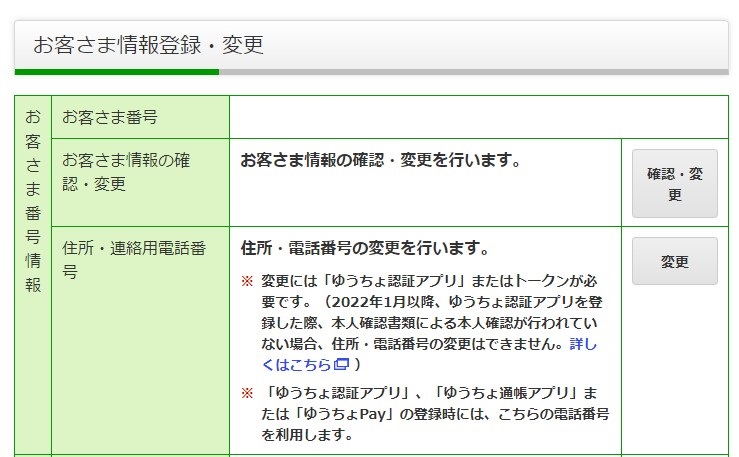 お客さま情報登録・変更
お客さま番号情報
お客さま番号
お客さま情報の確
認・変更
お客さま情報の確認・変更を行います。
確認・変
更
住所・連絡用電話番
号
住所・電話番号の変更を行います。
※ 変更には「ゆうちょ認証アプリ」またはトークンが必
要です。（2022年1月以降、ゆうちょ認証アプリを登
録した際、本人確認書類による本人確認が行われてい
ない場合、住所・電話番号の変更はできません。詳し
くはこちら ）
※ 「ゆうちょ認証アプリ」、「ゆうちょ通帳アプリ」ま
たは「ゆうちょPay」の登録時には、こちらの電話番号
を利用します。
変更